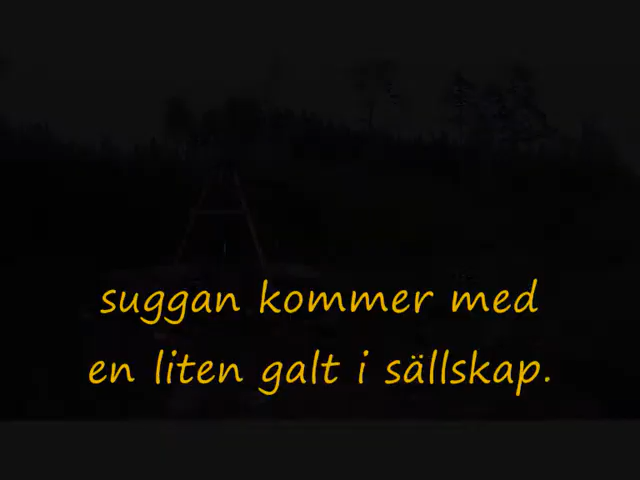 suggan kommer med
en liten galt i sällskap.